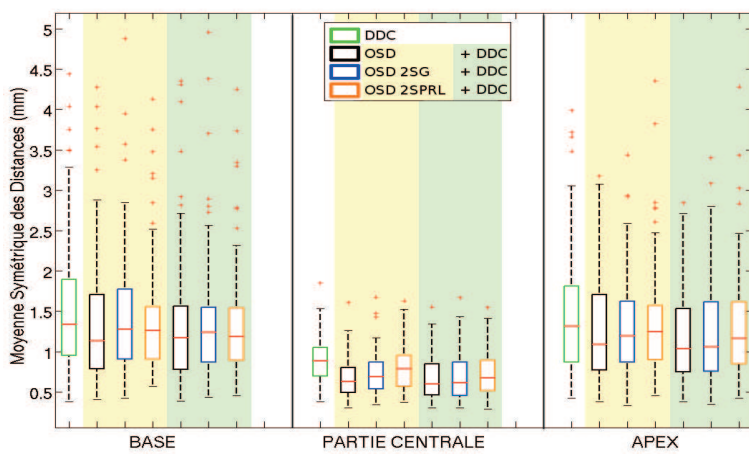 Moyenne Symétrique des Distances (mm)
5
4.5
4
3.5
3
2.5
2
1.5
1
0.5
DDC
OSD + DDC
OSD 2SG + DDC
OSD 2SPRL + DDC
BASE PARTIE CENTRALE APEX